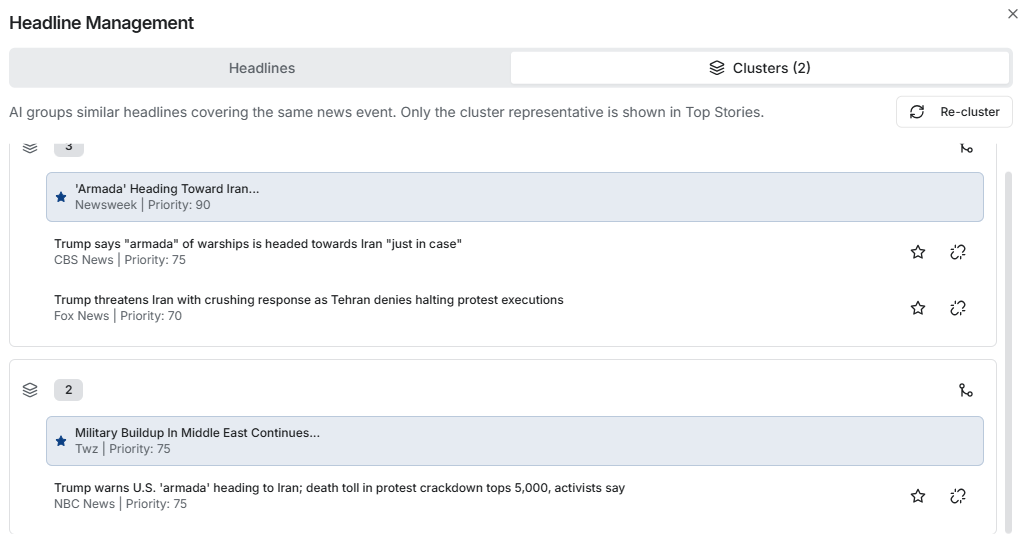 Headline Management
Headlines
Clusters (2)
AI groups similar headlines covering the same news event. Only the cluster representative is shown in Top Stories.
Re-cluster
3
'Armada' Heading Toward Iran...
Newsweek | Priority: 90
Trump says "armada" of warships is headed towards Iran "just in case"
CBS News | Priority: 75
Trump threatens Iran with crushing response as Tehran denies halting protest executions
Fox News | Priority: 70
2
Military Buildup In Middle East Continues...
Twz | Priority: 75
Trump warns U.S. 'armada' heading to Iran; death toll in protest crackdown tops 5,000, activists say
NBC News | Priority: 75